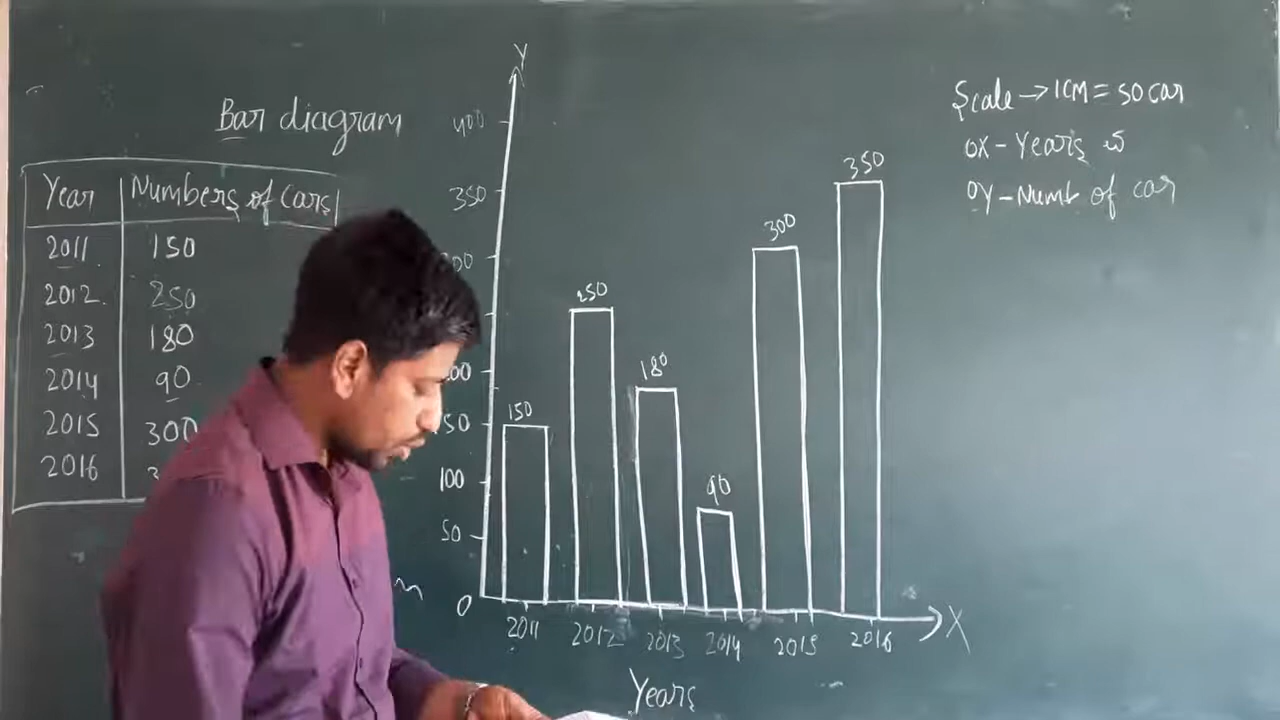 Bar diagram
Year Numbers of cars
2011 150
2012 250
2013 180
2014 90
2015 300
2016
Y
400
350
100
50
0
150
250
180
90
300
350
2011 2012 2013 2014 2015 2016
X
Years
Scale → 1CM = 50 car
OX - Years
OY - Numb of car